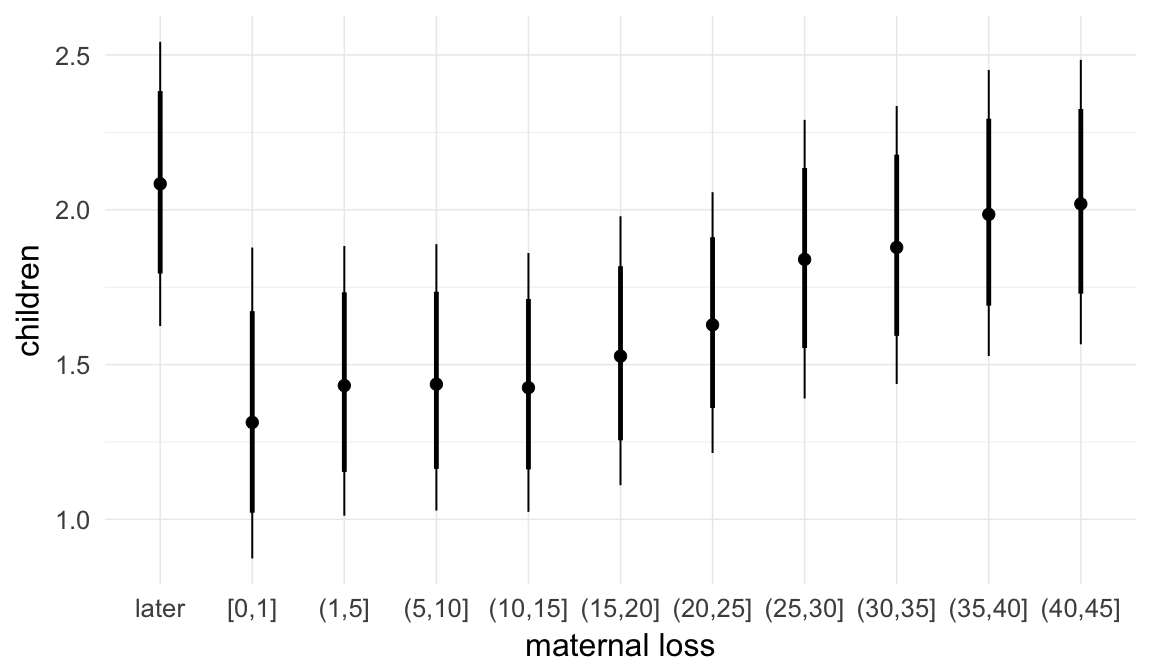 2.5
2.0
1.5
1.0
children
later [0,1] (1,5] (5,10] (10,15] (15,20] (20,25] (25,30] (30,35] (35,40] (40,45]
maternal loss